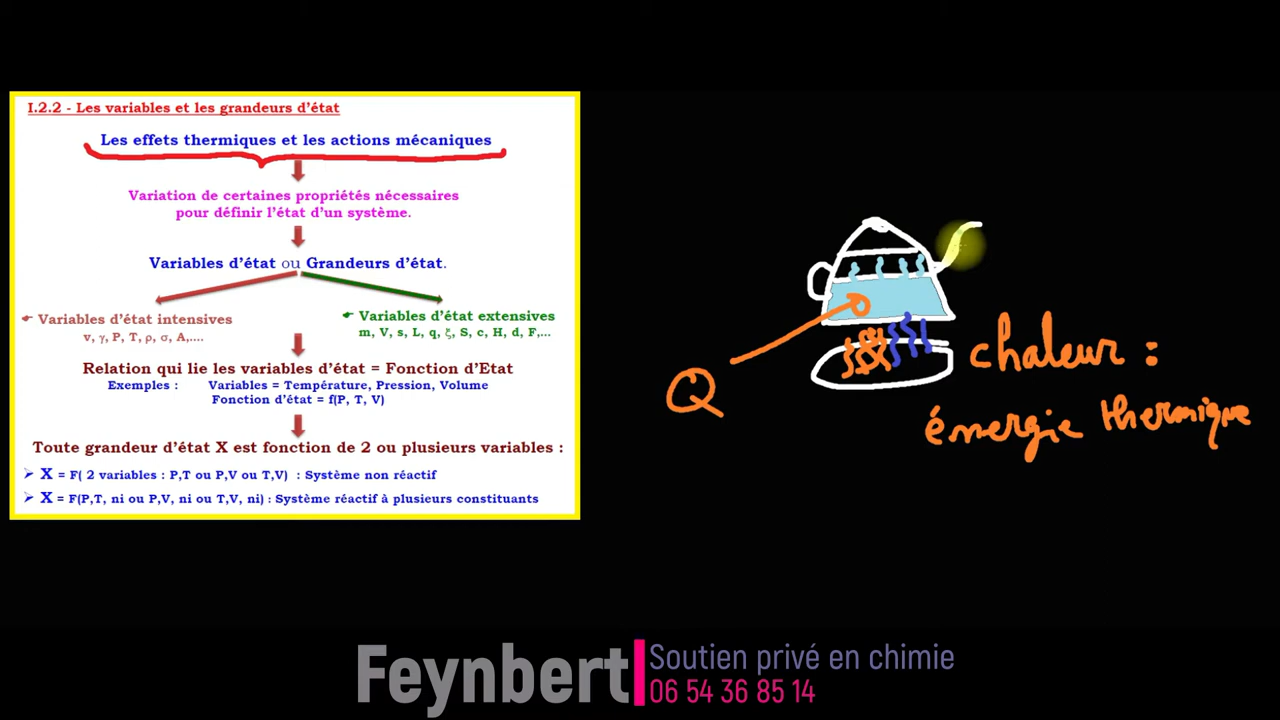 I.2.2 - Les variables et les grandeurs d'état
Les effets thermiques et les actions mécaniques
Variation de certaines propriétés nécessaires
pour définir l'état d'un système.
Variables d'état ou Grandeurs d'état.
☛ Variables d'état intensives
v, γ, P, T, ρ, σ, A,....
☛ Variables d'état extensives
m, V, s, L, q, ξ, S, c, H, d, F,...
Relation qui lie les variables d'état = Fonction d'Etat
Exemples : Variables = Température, Pression, Volume
Fonction d'état = f(P, T, V)
Toute grandeur d'état X est fonction de 2 ou plusieurs variables :
➢ X = F( 2 variables : P,T ou P,V ou T,V) : Système non réactif
➢ X = F(P,T, ni ou P,V, ni ou T,V, ni) : Système réactif à plusieurs constituants
Q
chaleur :
énergie thermique
Feynbert
Soutien privé en chimie
06 54 36 85 14